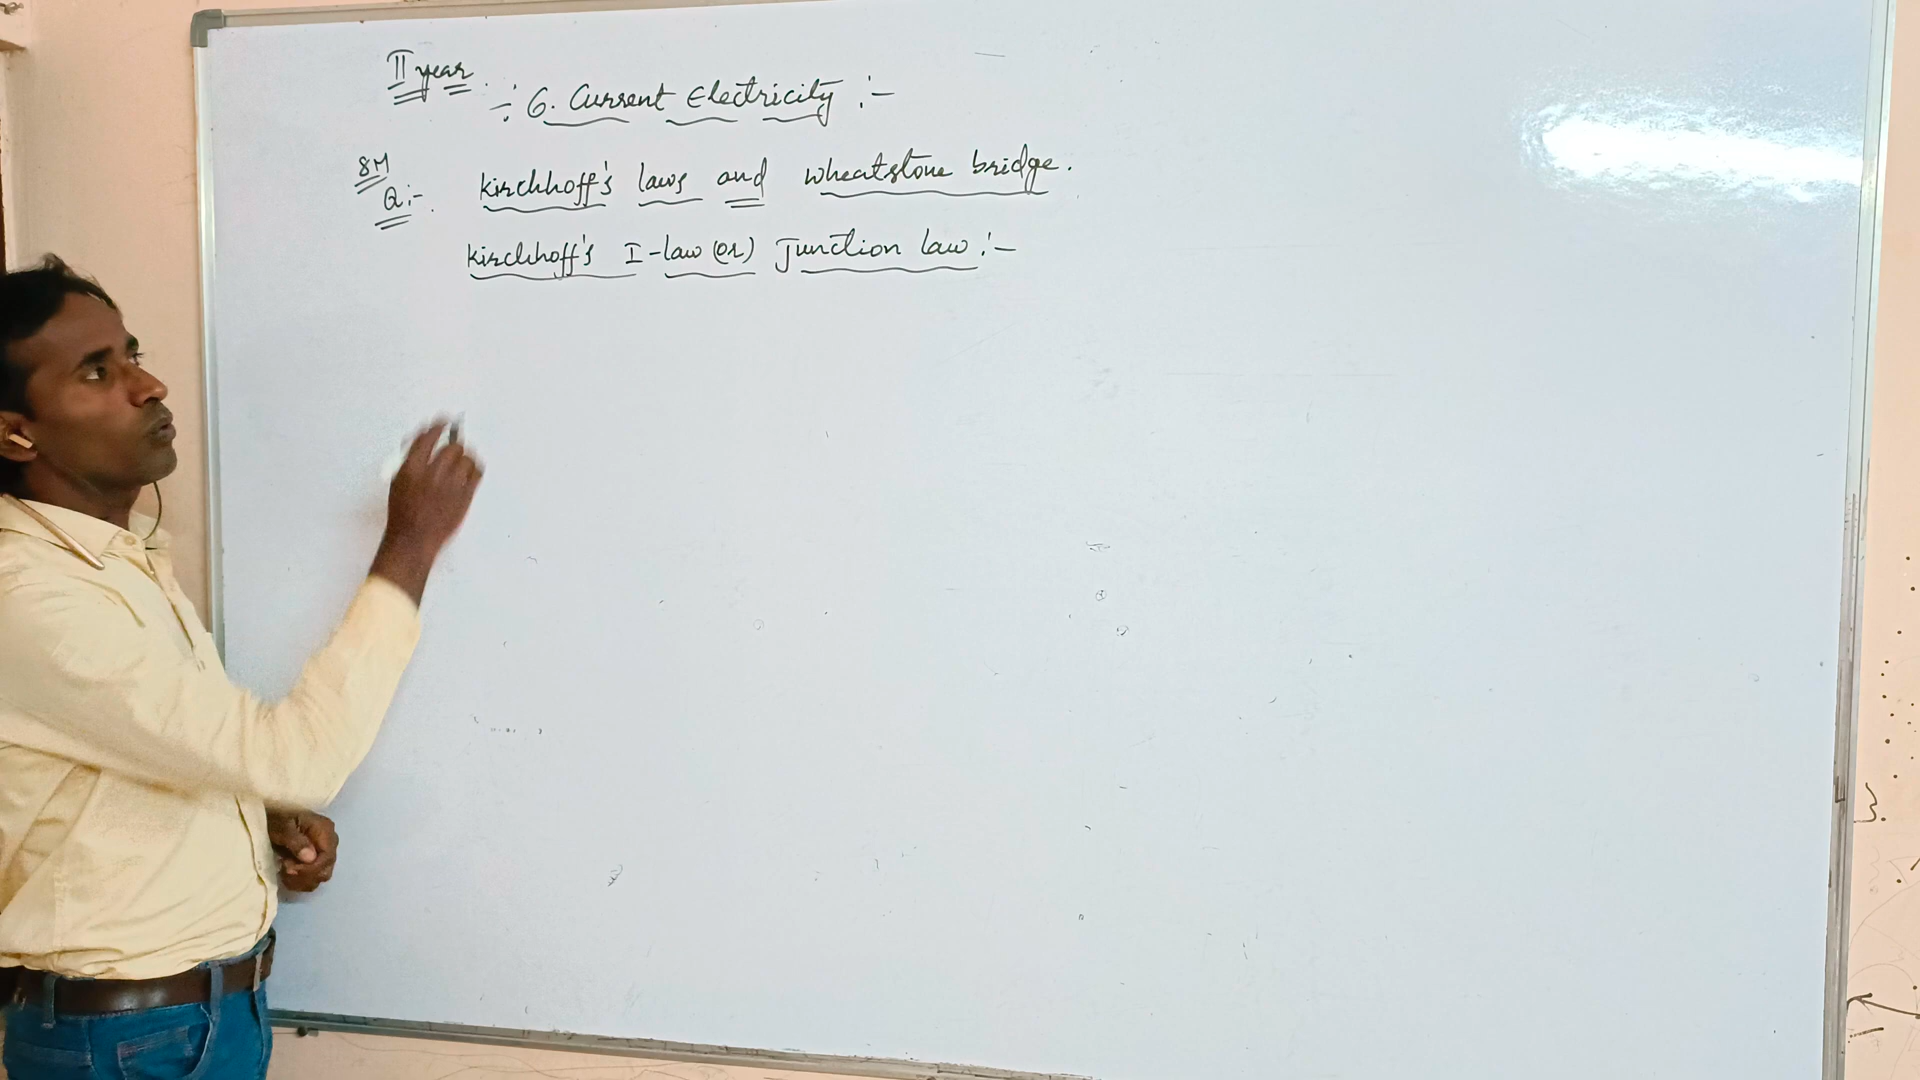 II year
-: 6. Current Electricity :-
8M
Q:- Kirchhoff's laws and wheatstone bridge.
Kirchhoff's I-law (or) Junction law :-